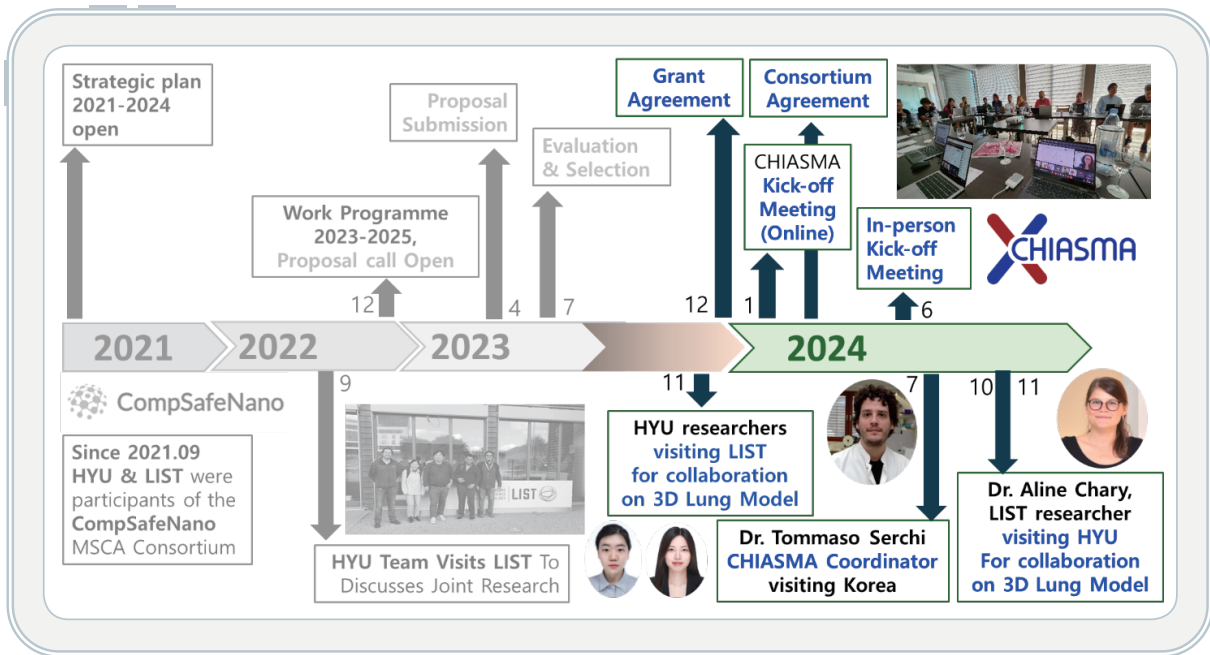 Strategic plan
2021-2024
open
Proposal
Submission
Evaluation
& Selection
Work Programme
2023-2025,
Proposal call Open
Grant
Agreement
Consortium
Agreement
CHIASMA
Kick-off
Meeting
(Online)
In-person
Kick-off
Meeting
CHIASMA
12
4
7
12
1
6
2021
2022
2023
2024
9
11
7
10
11
CompSafeNano
Since 2021.09
HYU & LIST were
participants of the
CompSafeNano
MSCA Consortium
LIST
HYU Team Visits LIST To
Discusses Joint Research
HYU researchers
visiting LIST
for collaboration
on 3D Lung Model
Dr. Tommaso Serchi
CHIASMA Coordinator
visiting Korea
Dr. Aline Chary,
LIST researcher
visiting HYU
For collaboration
on 3D Lung Model